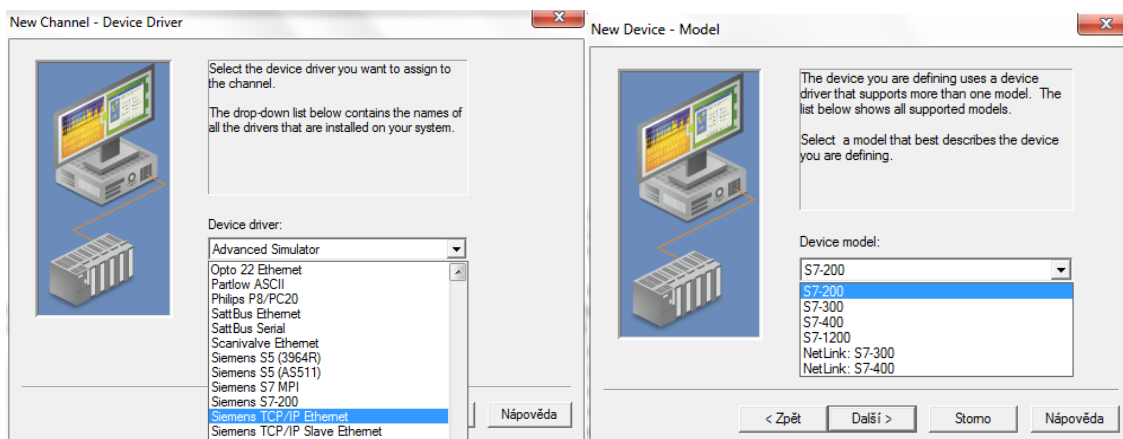 New Channel - Device Driver
Select the device driver you want to assign to
the channel.
The drop-down list below contains the names of
all the drivers that are installed on your system.
Device driver:
Advanced Simulator
Opto 22 Ethernet
Partlow ASCII
Philips P8/PC20
SattBus Ethernet
SattBus Serial
Scanivalve Ethernet
Siemens S5 (3964R)
Siemens S5 (AS511)
Siemens S7 MPI
Siemens S7-200
Siemens TCP/IP Ethernet
Siemens TCP/IP Slave Ethernet
Nápověda
New Device - Model
The device you are defining uses a device
driver that supports more than one model. The
list below shows all supported models.
Select a model that best describes the device
you are defining.
Device model:
S7-200
S7-200
S7-300
S7-400
S7-1200
NetLink: S7-300
NetLink: S7-400
< Zpět
Další >
Storno
Nápověda